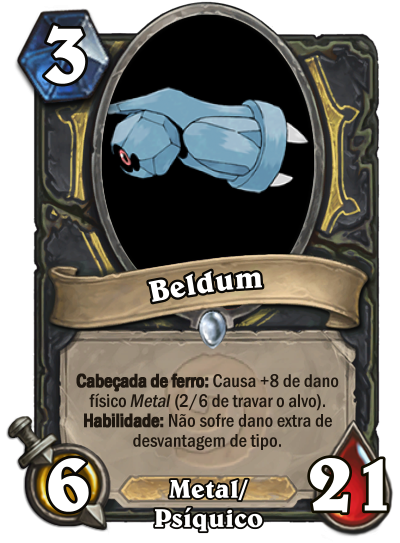 3
Beldum
Cabeçada de ferro: Causa +8 de dano
físico Metal (2/6 de travar o alvo).
Habilidade: Não sofre dano extra de
desvantagem de tipo.
6
Metal/
Psíquico
21